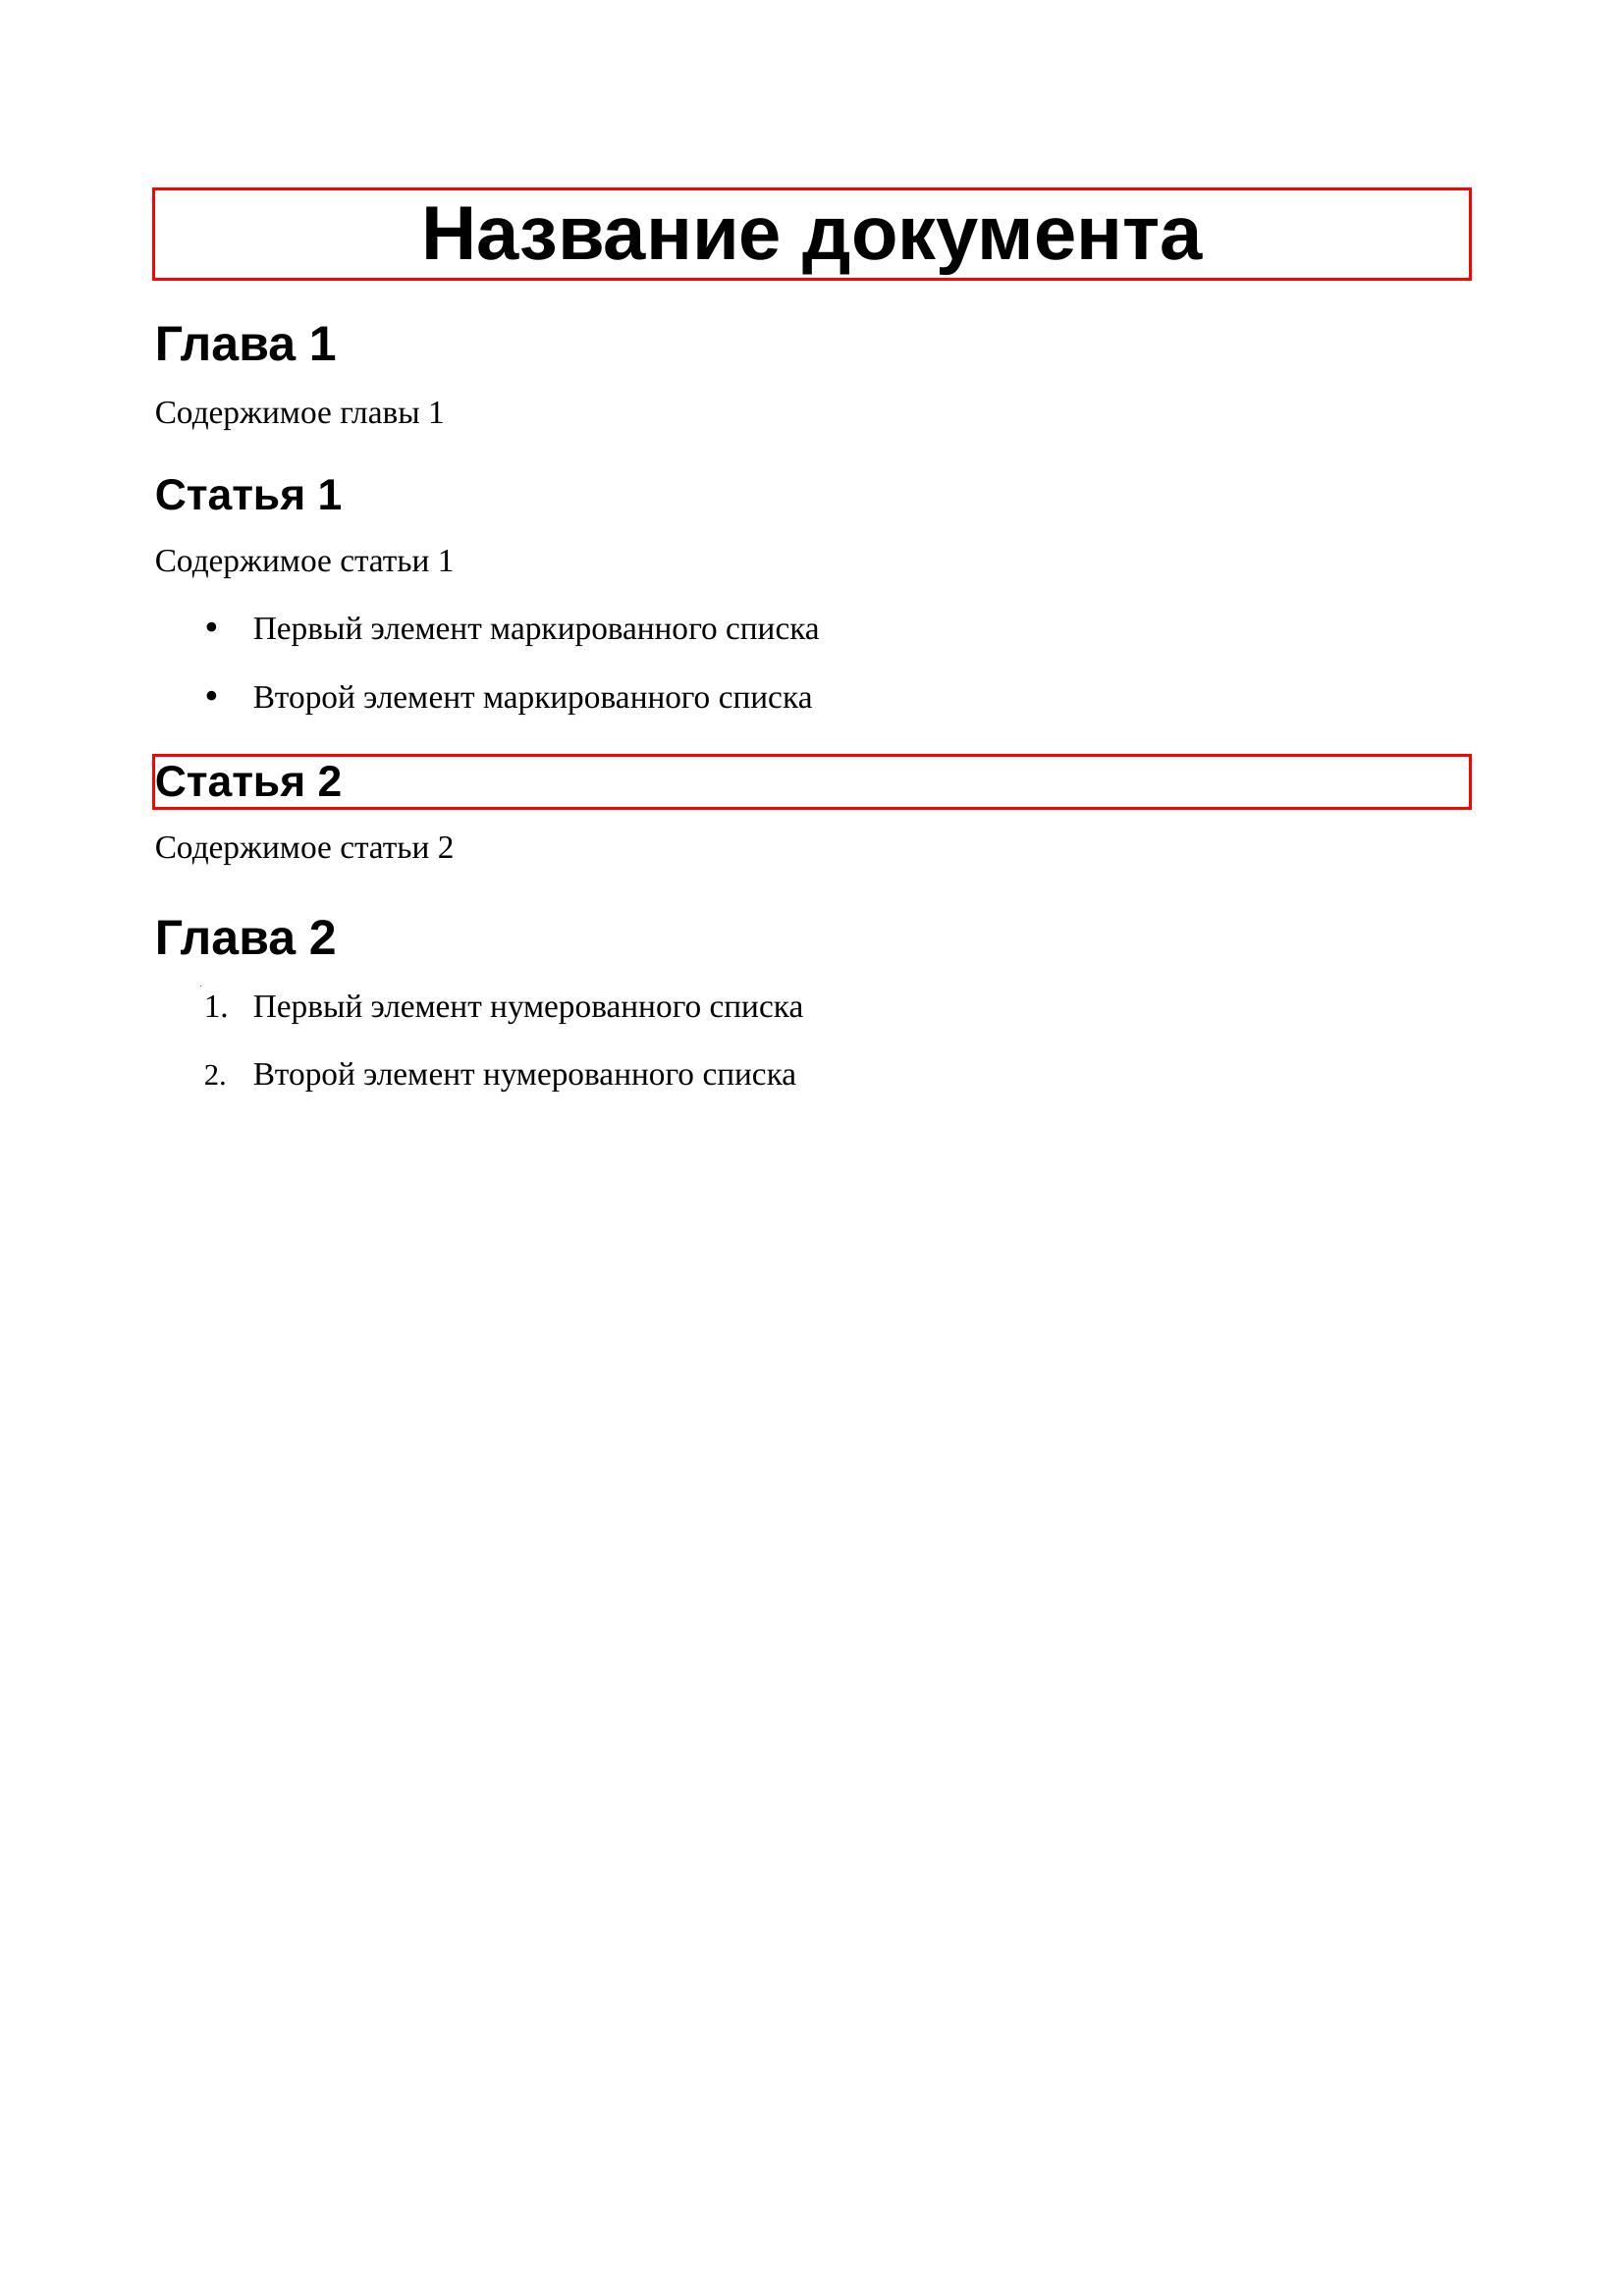 Название документа
Глава 1
Содержимое главы 1
Статья 1
Содержимое статьи 1
• Первый элемент маркированного списка
• Второй элемент маркированного списка
Статья 2
Содержимое статьи 2
Глава 2
1. Первый элемент нумерованного списка
2. Второй элемент нумерованного списка